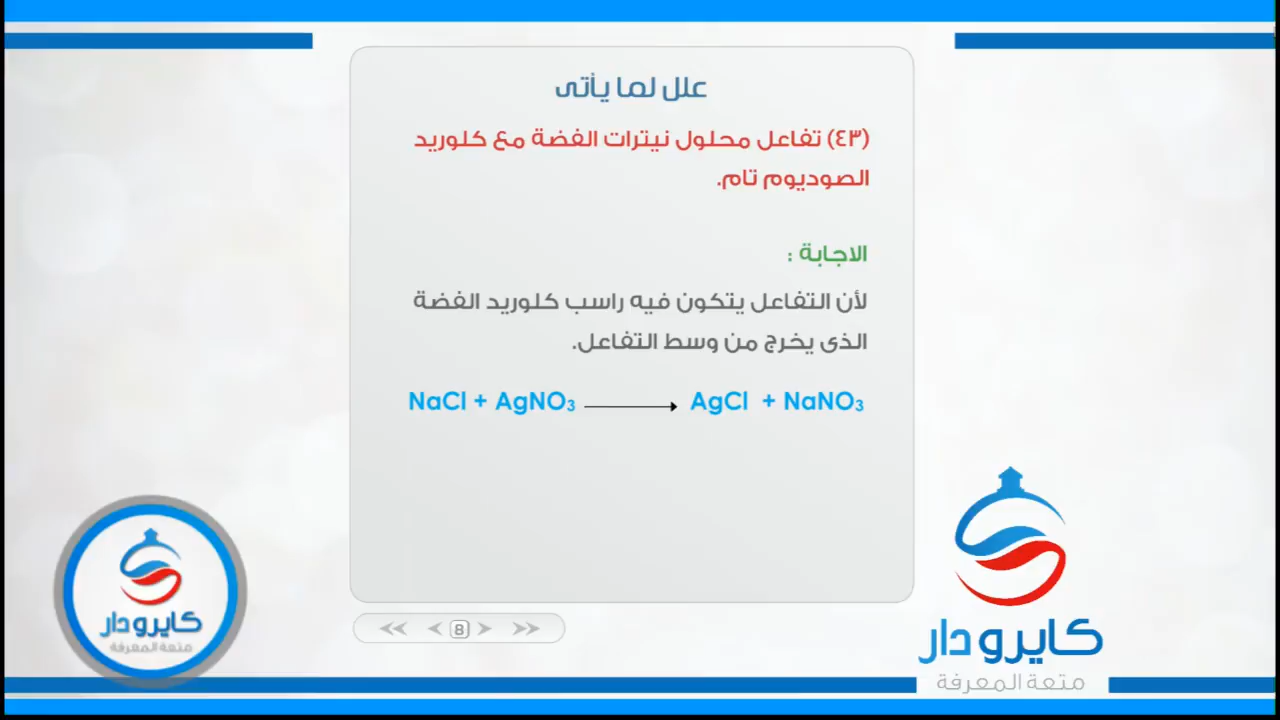 علل لما يأتى
(٤٣) تفاعل محلول نيترات الفضة مع كلوريد
الصوديوم تام.
الاجابة :
لأن التفاعل يتكون فيه راسب كلوريد الفضة
الذى يخرج من وسط التفاعل.
NaCl + AgNO₃ ⟶ AgCl + NaNO₃
8
كايرو دار
متعة المعرفة
كايرو دار
متعة المعرفة